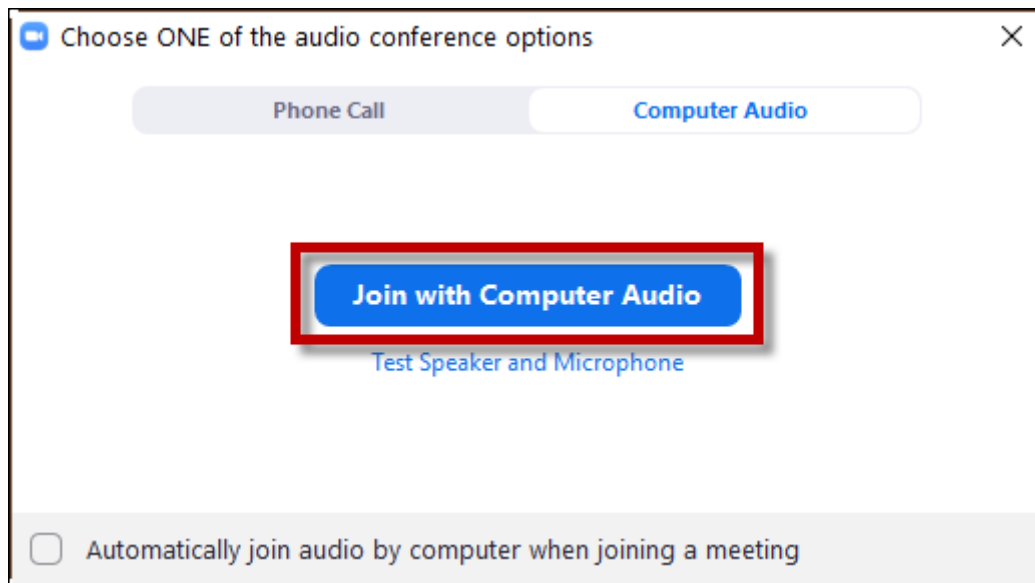 Choose ONE of the audio conference options
Phone Call
Computer Audio
Join with Computer Audio
Test Speaker and Microphone
Automatically join audio by computer when joining a meeting